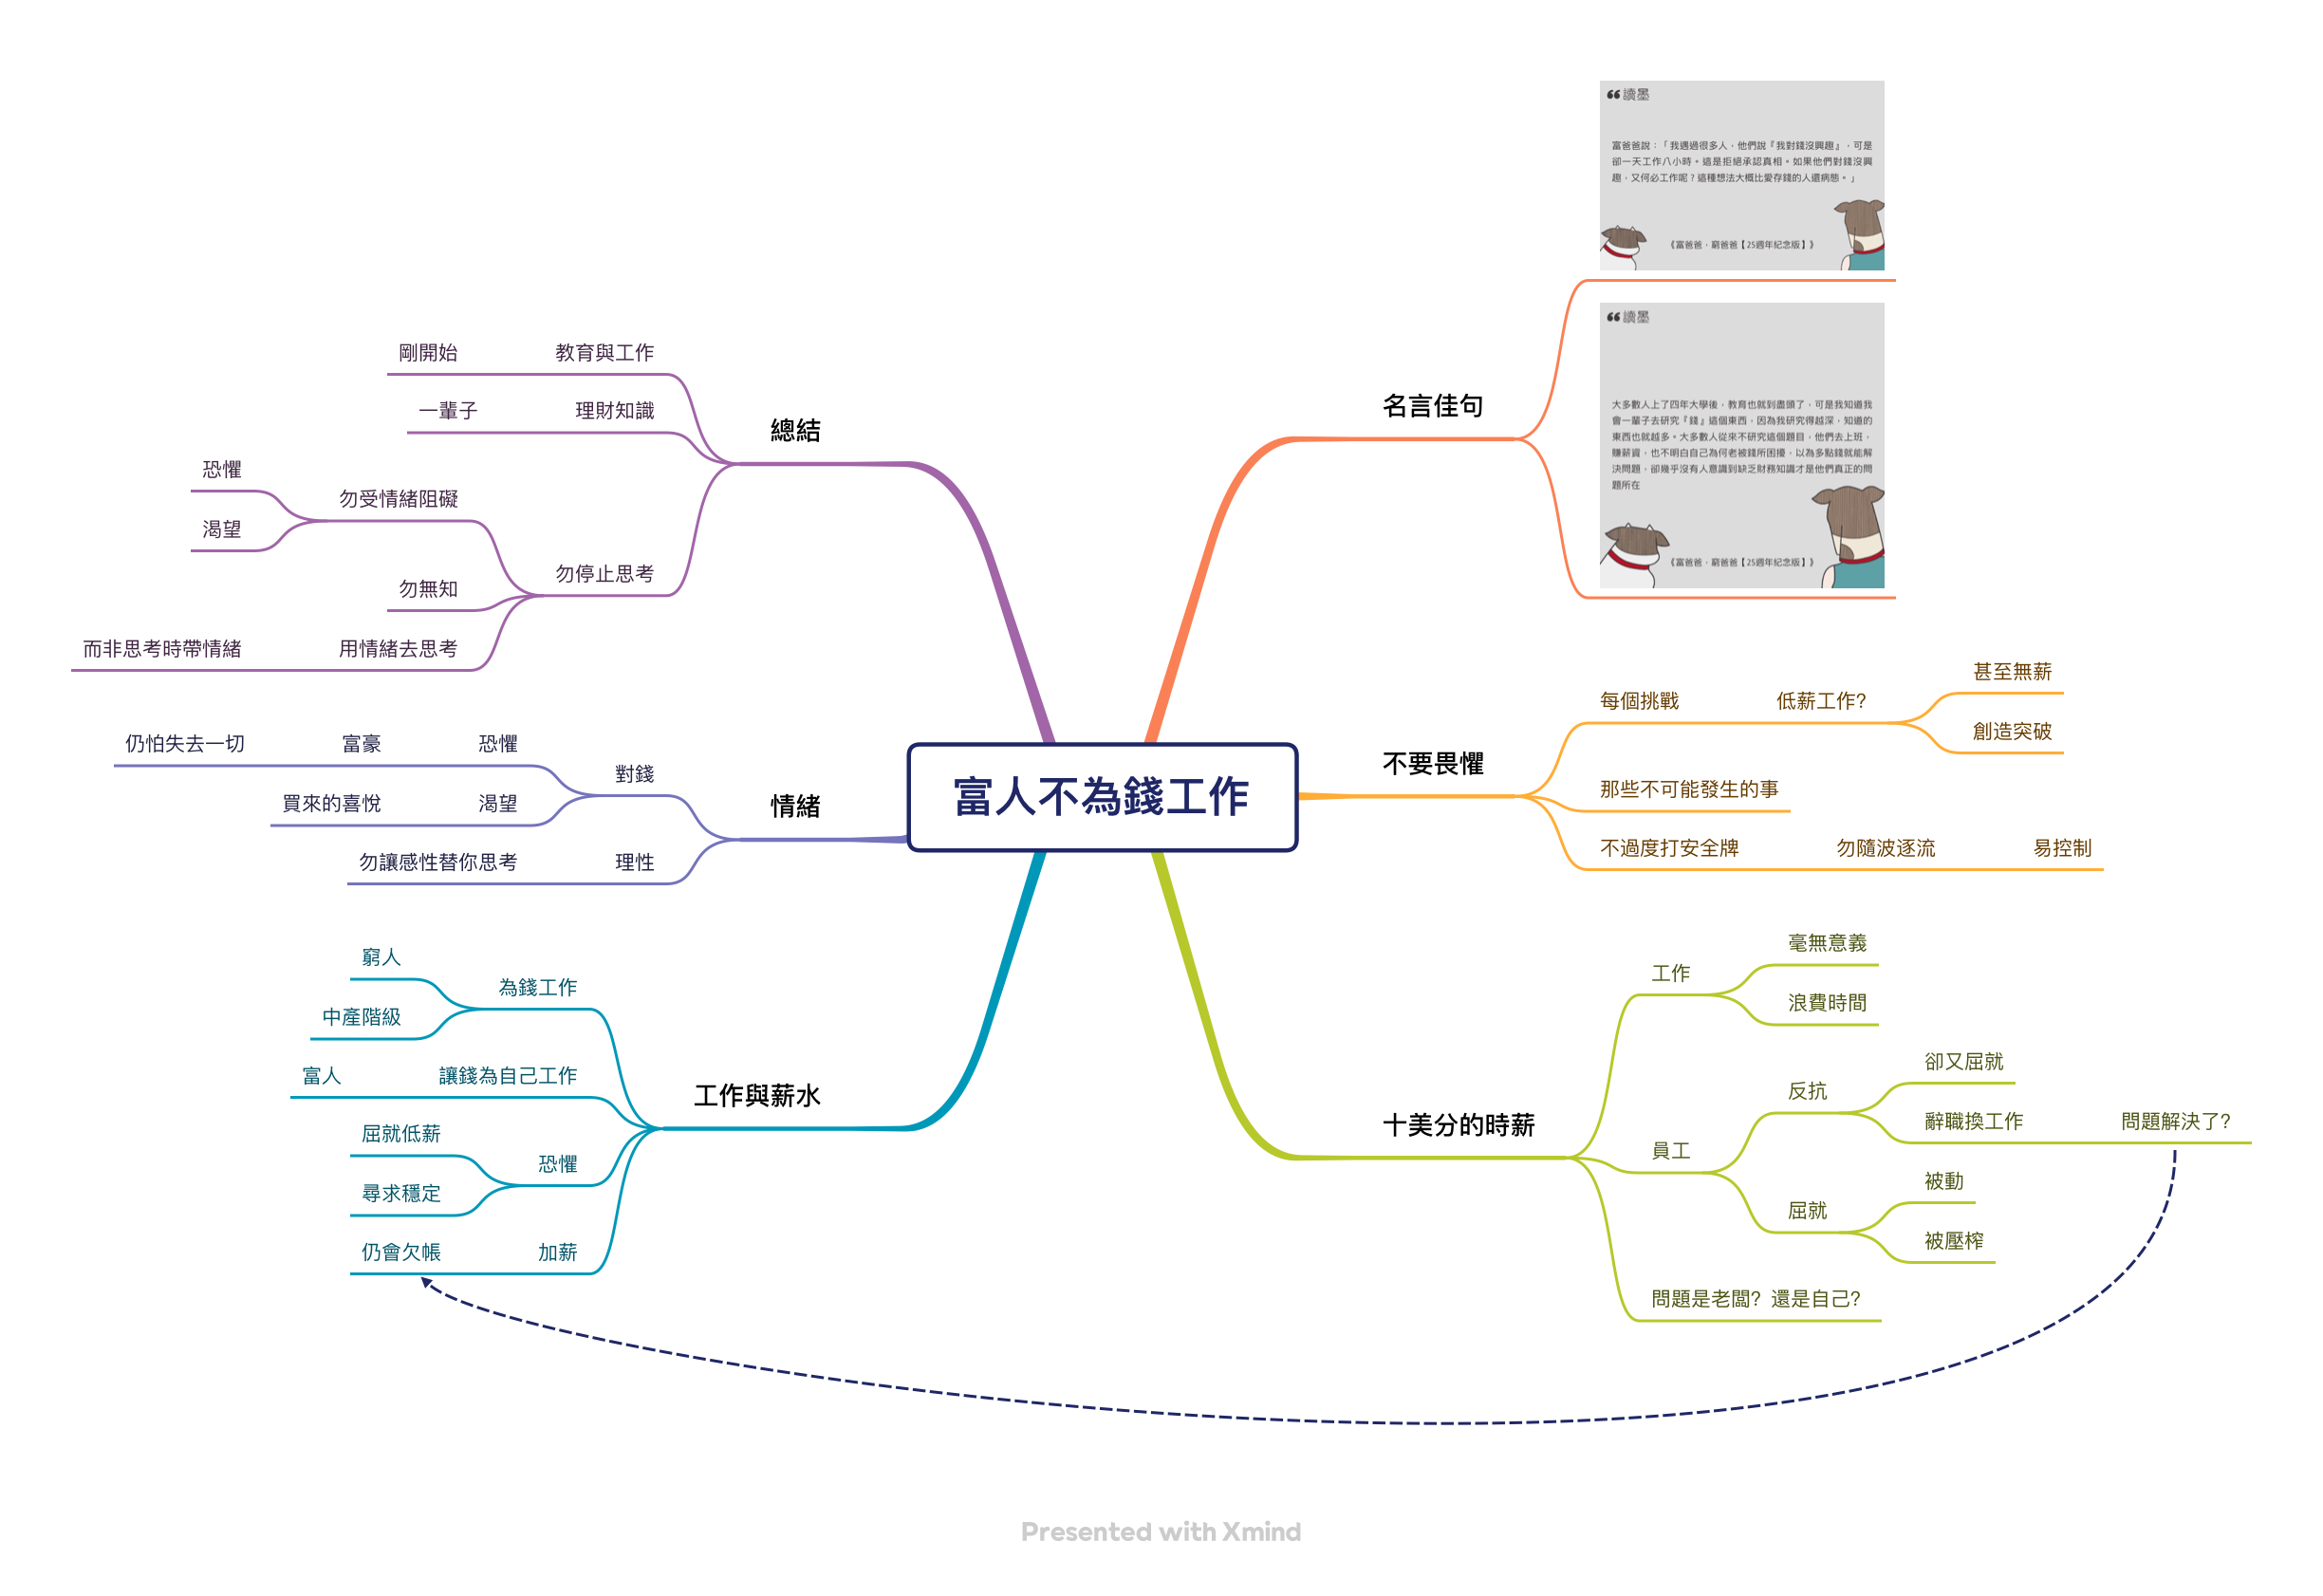 富人不為錢工作
名言佳句
讀墨
富爸爸說：「我遇過很多人，他們說『我對錢沒興趣』，可是
卻一天工作八小時。這是拒絕承認真相。如果他們對錢沒興
趣，又何必工作呢？這種想法大概比愛存錢的人還病態。」
《富爸爸，窮爸爸【25週年紀念版】》
讀墨
大多數人上了四年大學後，教育也就到盡頭了，可是我知道我
會一輩子去研究『錢』這個東西，因為我研究得越深，知道的
東西也就越多。大多數人從來不研究這個題目，他們去上班，
賺薪資，也不明白自己為何老被錢所困擾，以為多點錢就能解
決問題，卻幾乎沒有人意識到缺乏財務知識才是他們真正的問
題所在
《富爸爸，窮爸爸【25週年紀念版】》
不要畏懼
每個挑戰
低薪工作?
甚至無薪
創造突破
那些不可能發生的事
不過度打安全牌
勿隨波逐流
易控制
十美分的時薪
工作
毫無意義
浪費時間
員工
反抗
卻又屈就
辭職換工作
問題解決了?
屈就
被動
被壓榨
問題是老闆? 還是自己?
總結
教育與工作
剛開始
理財知識
一輩子
勿停止思考
勿受情緒阻礙
恐懼
渴望
勿無知
用情緒去思考
而非思考時帶情緒
情緒
對錢
恐懼
富豪
仍怕失去一切
渴望
買來的喜悅
理性
勿讓感性替你思考
工作與薪水
為錢工作
窮人
中產階級
讓錢為自己工作
富人
恐懼
屈就低薪
尋求穩定
加薪
仍會欠帳
Presented with Xmind